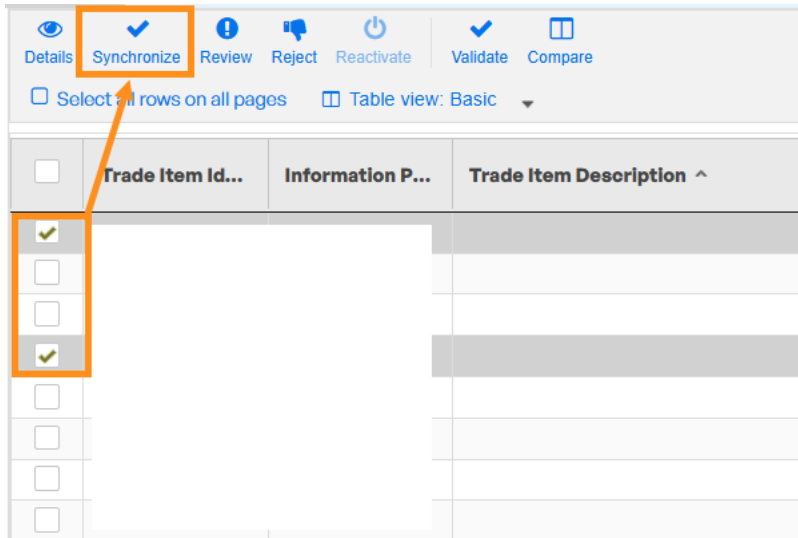 Details Synchronize Review Reject Reactivate Validate Compare
Select all rows on all pages Table view: Basic
Trade Item Id... Information P... Trade Item Description